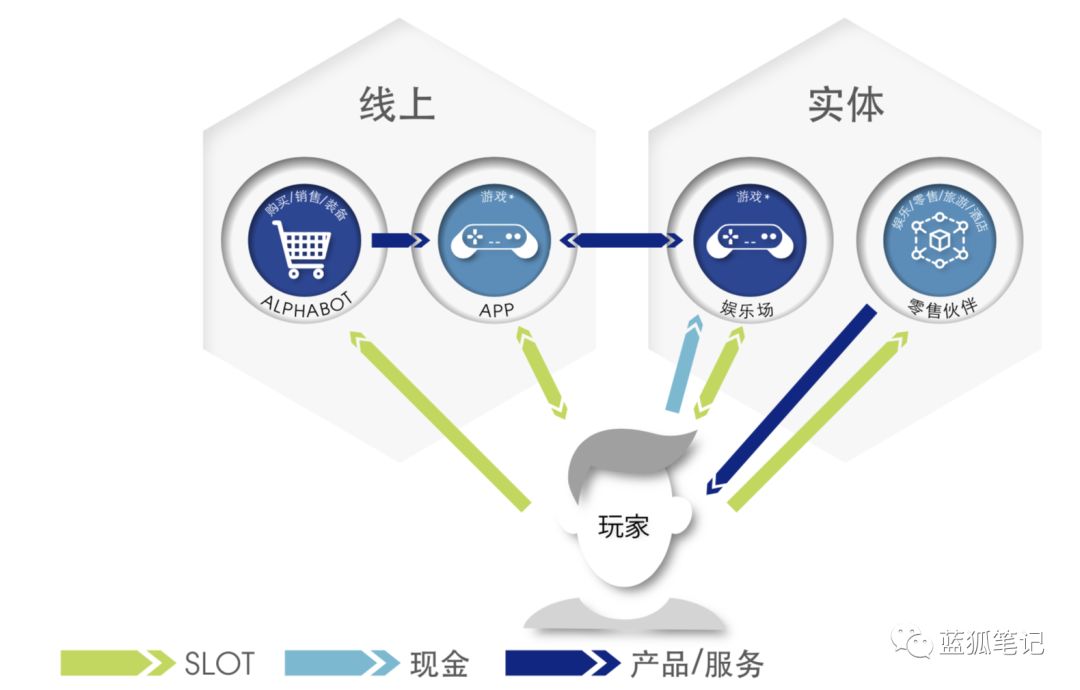 线上
实体
购买/销售/装备
游戏*
游戏*
娱乐/零售/旅游/酒店
ALPHABOT
APP
娱乐场
零售伙伴
玩家
SLOT
现金
产品/服务
蓝狐笔记